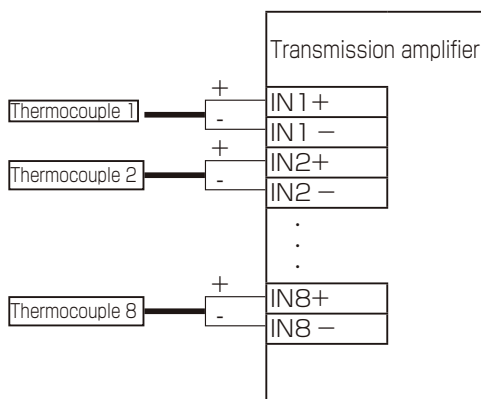 Transmission amplifier
+
Thermocouple 1
IN1+
-
IN1 −
+
Thermocouple 2
IN2+
-
IN2 −
.
.
.
+
Thermocouple 8
IN8+
-
IN8 −